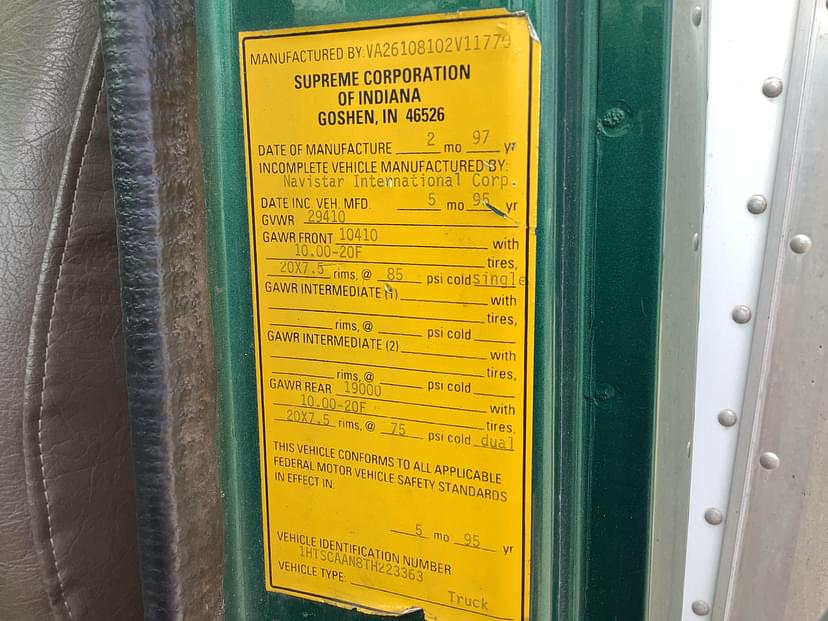 MANUFACTURED BY: VA26108102V11770
SUPREME CORPORATION
OF INDIANA
GOSHEN, IN 46526
DATE OF MANUFACTURE 2 mo 97 yr
INCOMPLETE VEHICLE MANUFACTURED BY:
Navistar International Corp.
DATE INC. VEH. MFD. 5 mo 95 yr
GVWR 29410
GAWR FRONT 10410 with
10.00-20F tires,
20X7.5 rims, @ 85 psi cold single
GAWR INTERMEDIATE (1) with
tires,
rims, @ psi cold
GAWR INTERMEDIATE (2) with
tires,
rims, @ psi cold
GAWR REAR 19000 with
10.00-20F tires,
20X7.5 rims, @ 75 psi cold dual
THIS VEHICLE CONFORMS TO ALL APPLICABLE
FEDERAL MOTOR VEHICLE SAFETY STANDARDS
IN EFFECT IN:
5 mo 95 yr
VEHICLE IDENTIFICATION NUMBER
1HTSCAAN8TH223363
VEHICLE TYPE: Truck